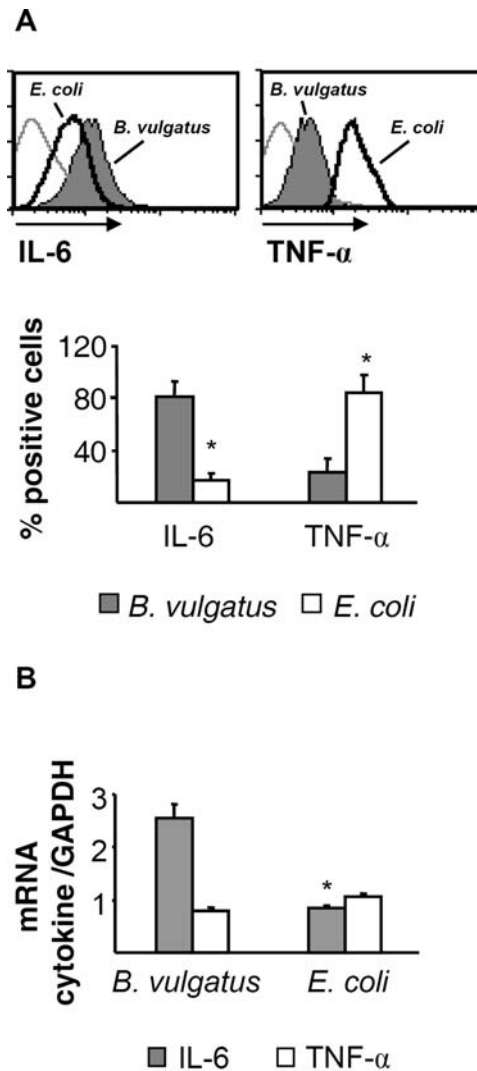 A
E. coli
B. vulgatus
IL-6
B. vulgatus
E. coli
TNF-α
% positive cells
120
80
40
*
*
IL-6 TNF-α
B. vulgatus E. coli
B
mRNA
cytokine /GAPDH
3
2
1
*
B. vulgatus E. coli
IL-6 TNF-α